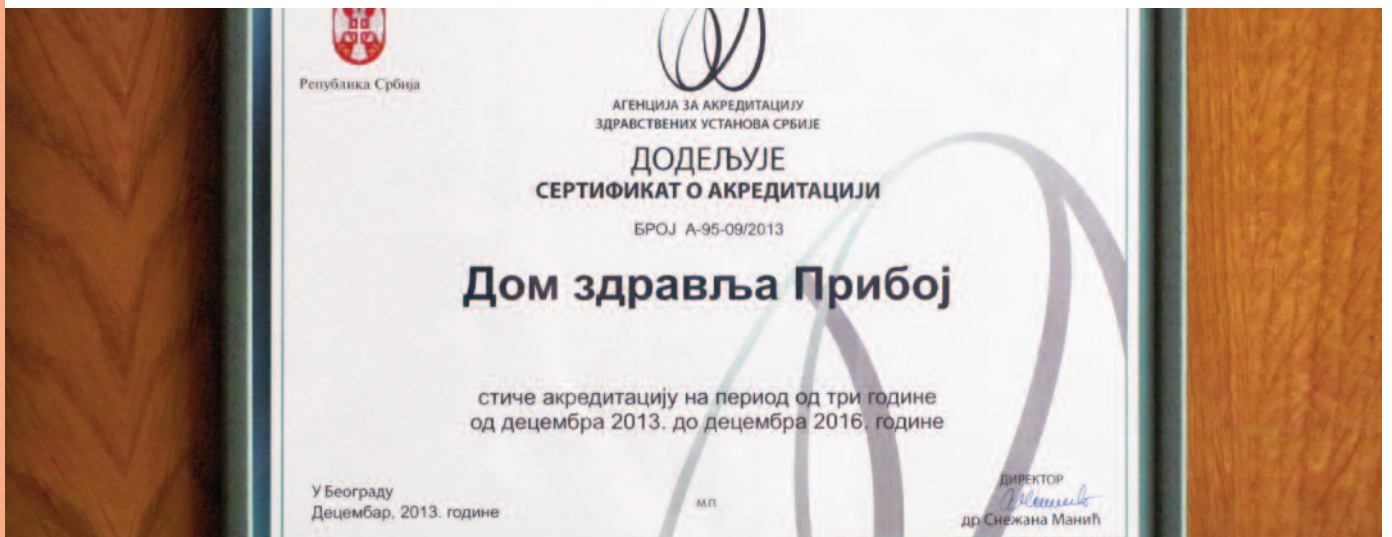 Република Србија
АГЕНЦИЈА ЗА АКРЕДИТАЦИЈУ
ЗДРАВСТВЕНИХ УСТАНОВА СРБИЈЕ
ДОДЕЉУЈЕ
СЕРТИФИКАТ О АКРЕДИТАЦИЈИ
БРОЈ А-95-09/2013
Дом здравља Прибој
стиче акредитацију на период од три године
од децембра 2013. до децембра 2016. године
У Београду
Децембар, 2013. године
м.п.
ДИРЕКТОР
др Снежана Манић